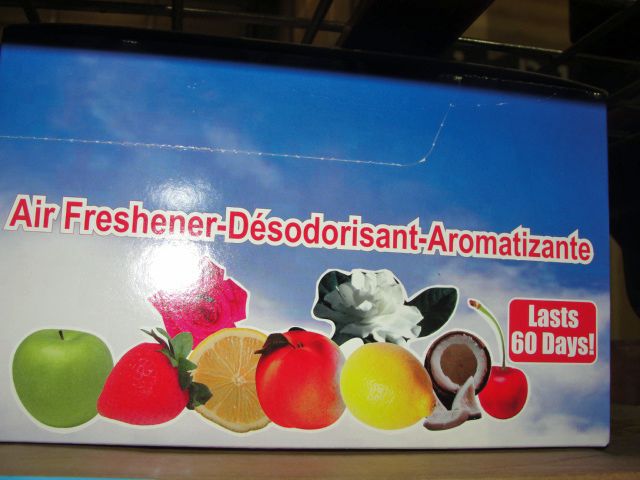 Air Freshener-Désodorisant-Aromatizante
Lasts
60 Days!